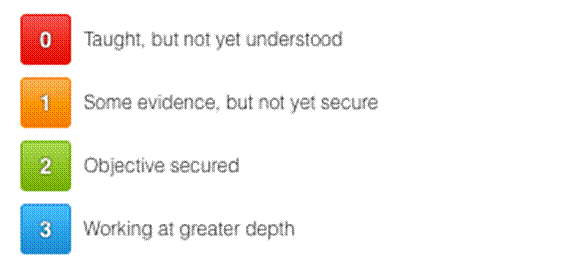 0 Taught, but not yet understood
1 Some evidence, but not yet secure
2 Objective secured
3 Working at greater depth